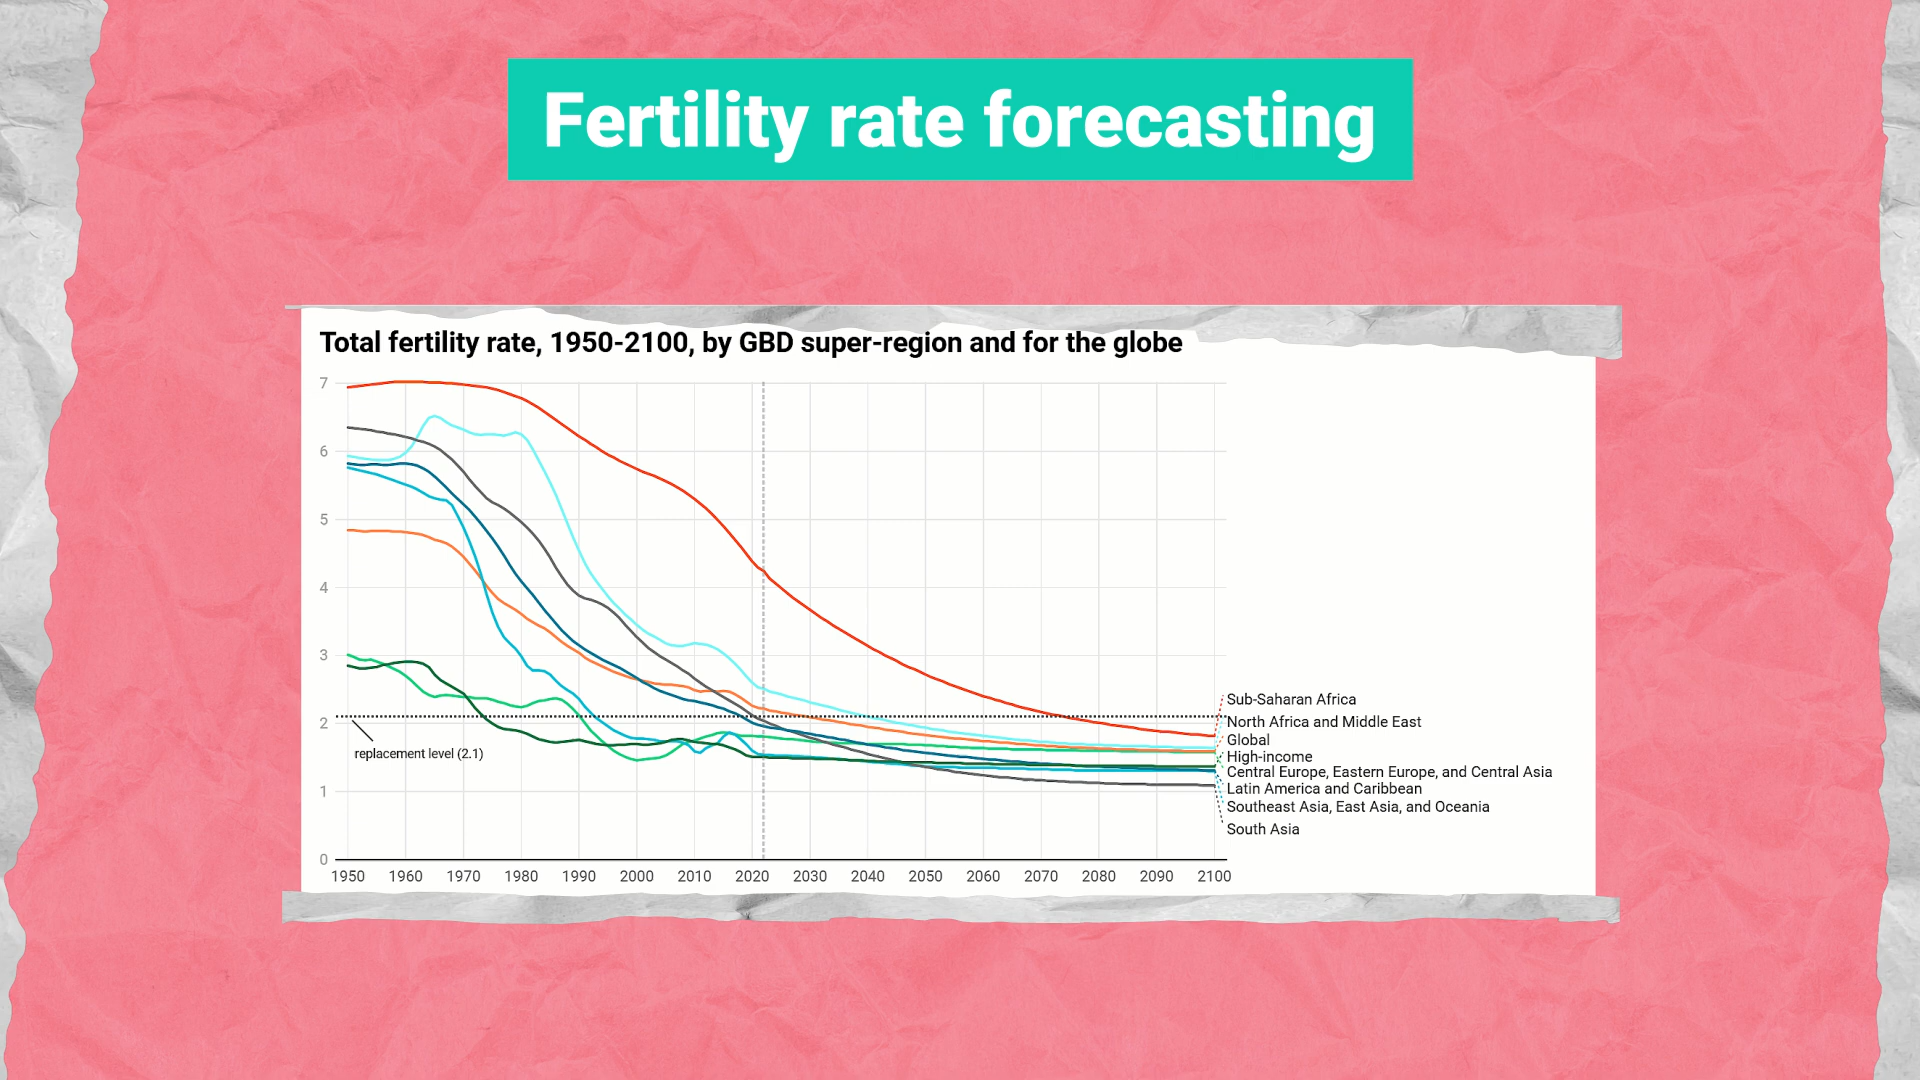 Fertility rate forecasting
Total fertility rate, 1950-2100, by GBD super-region and for the globe
7
6
5
4
3
2
1
0
replacement level (2.1)
Sub-Saharan Africa
North Africa and Middle East
Global
High-income
Central Europe, Eastern Europe, and Central Asia
Latin America and Caribbean
Southeast Asia, East Asia, and Oceania
South Asia
1950 1960 1970 1980 1990 2000 2010 2020 2030 2040 2050 2060 2070 2080 2090 2100